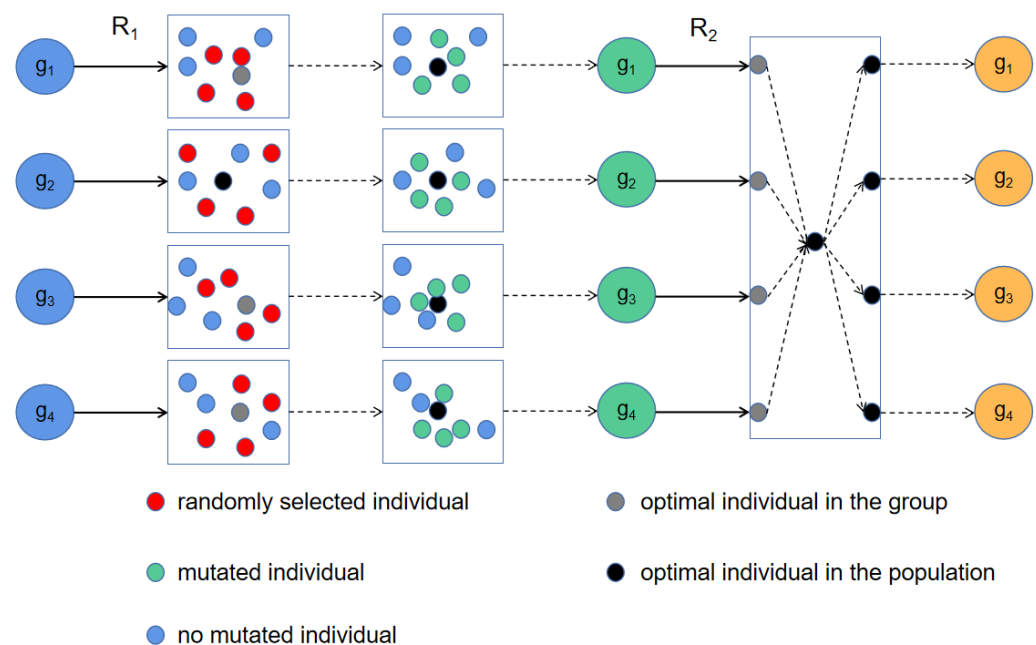 R1
R2
g1
g1
g1
g2
g2
g2
g3
g3
g3
g4
g4
g4
randomly selected individual
optimal individual in the group
mutated individual
optimal individual in the population
no mutated individual